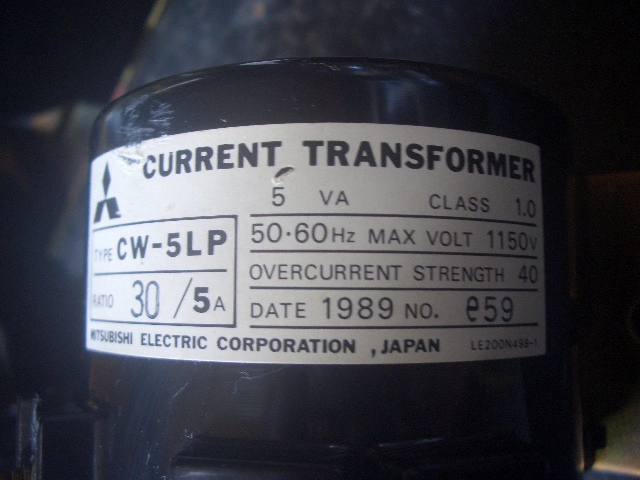 CURRENT TRANSFORMER
5 VA CLASS 1.0
TYPE CW-5LP
50·60Hz MAX VOLT 1150V
OVERCURRENT STRENGTH 40
RATIO 30/5A
DATE 1989 NO. e59
MITSUBISHI ELECTRIC CORPORATION , JAPAN LE200N498-1